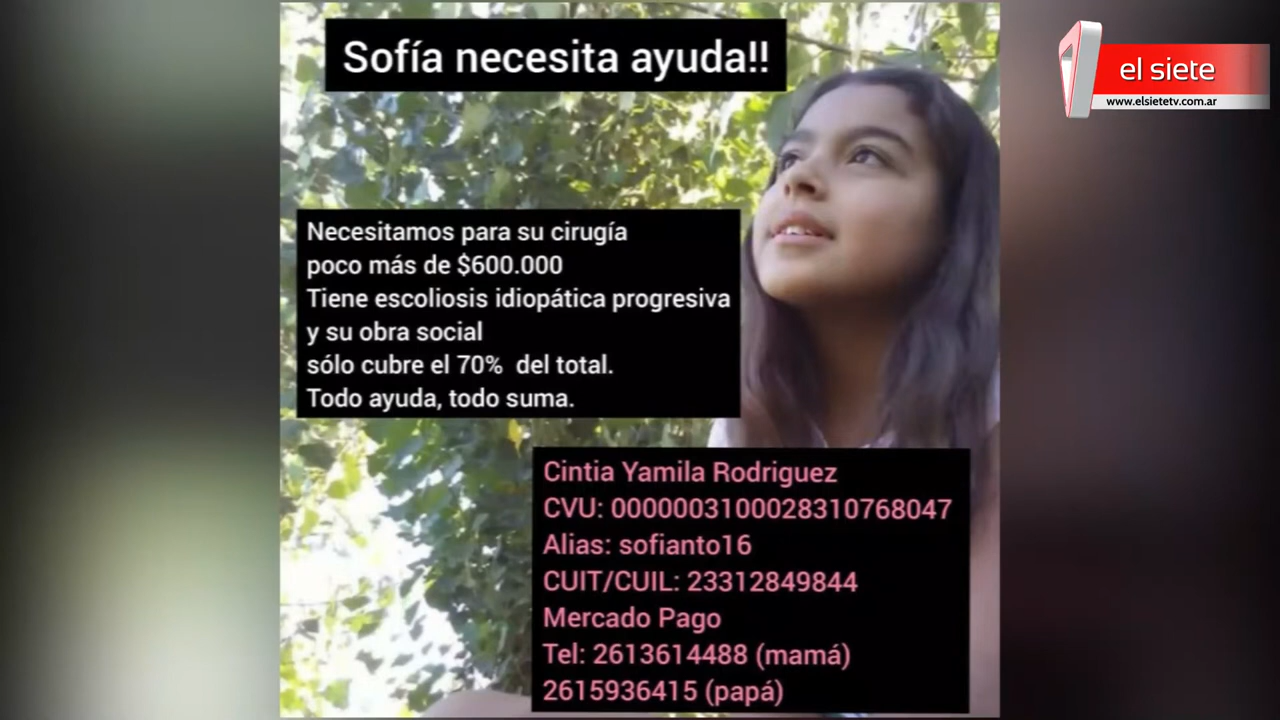 Sofía necesita ayuda!!
el siete
www.elsietetv.com.ar
Necesitamos para su cirugía
poco más de $600.000
Tiene escoliosis idiopática progresiva
y su obra social
sólo cubre el 70% del total.
Todo ayuda, todo suma.
Cintia Yamila Rodriguez
CVU: 0000003100028310768047
Alias: sofianto16
CUIT/CUIL: 23312849844
Mercado Pago
Tel: 2613614488 (mamá)
2615936415 (papá)